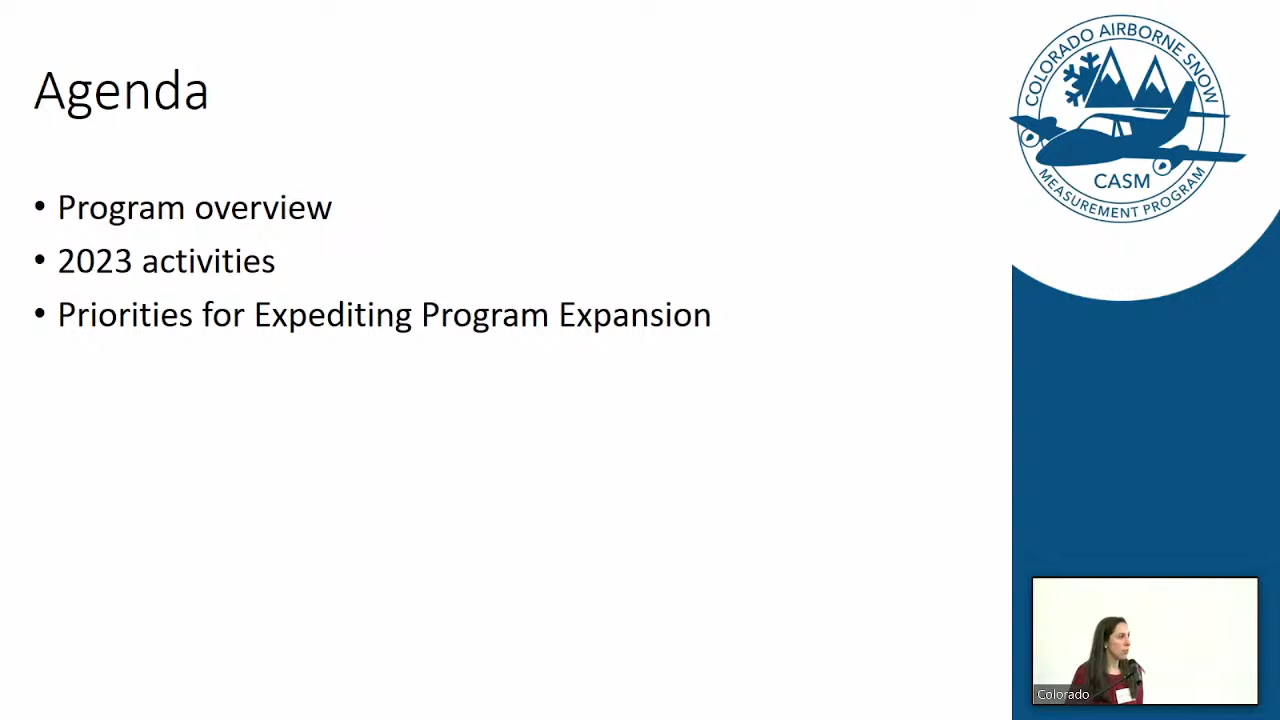 Agenda
• Program overview
• 2023 activities
• Priorities for Expediting Program Expansion
COLORADO AIRBORNE SNOW
CASM
MEASUREMENT PROGRAM
Colorado